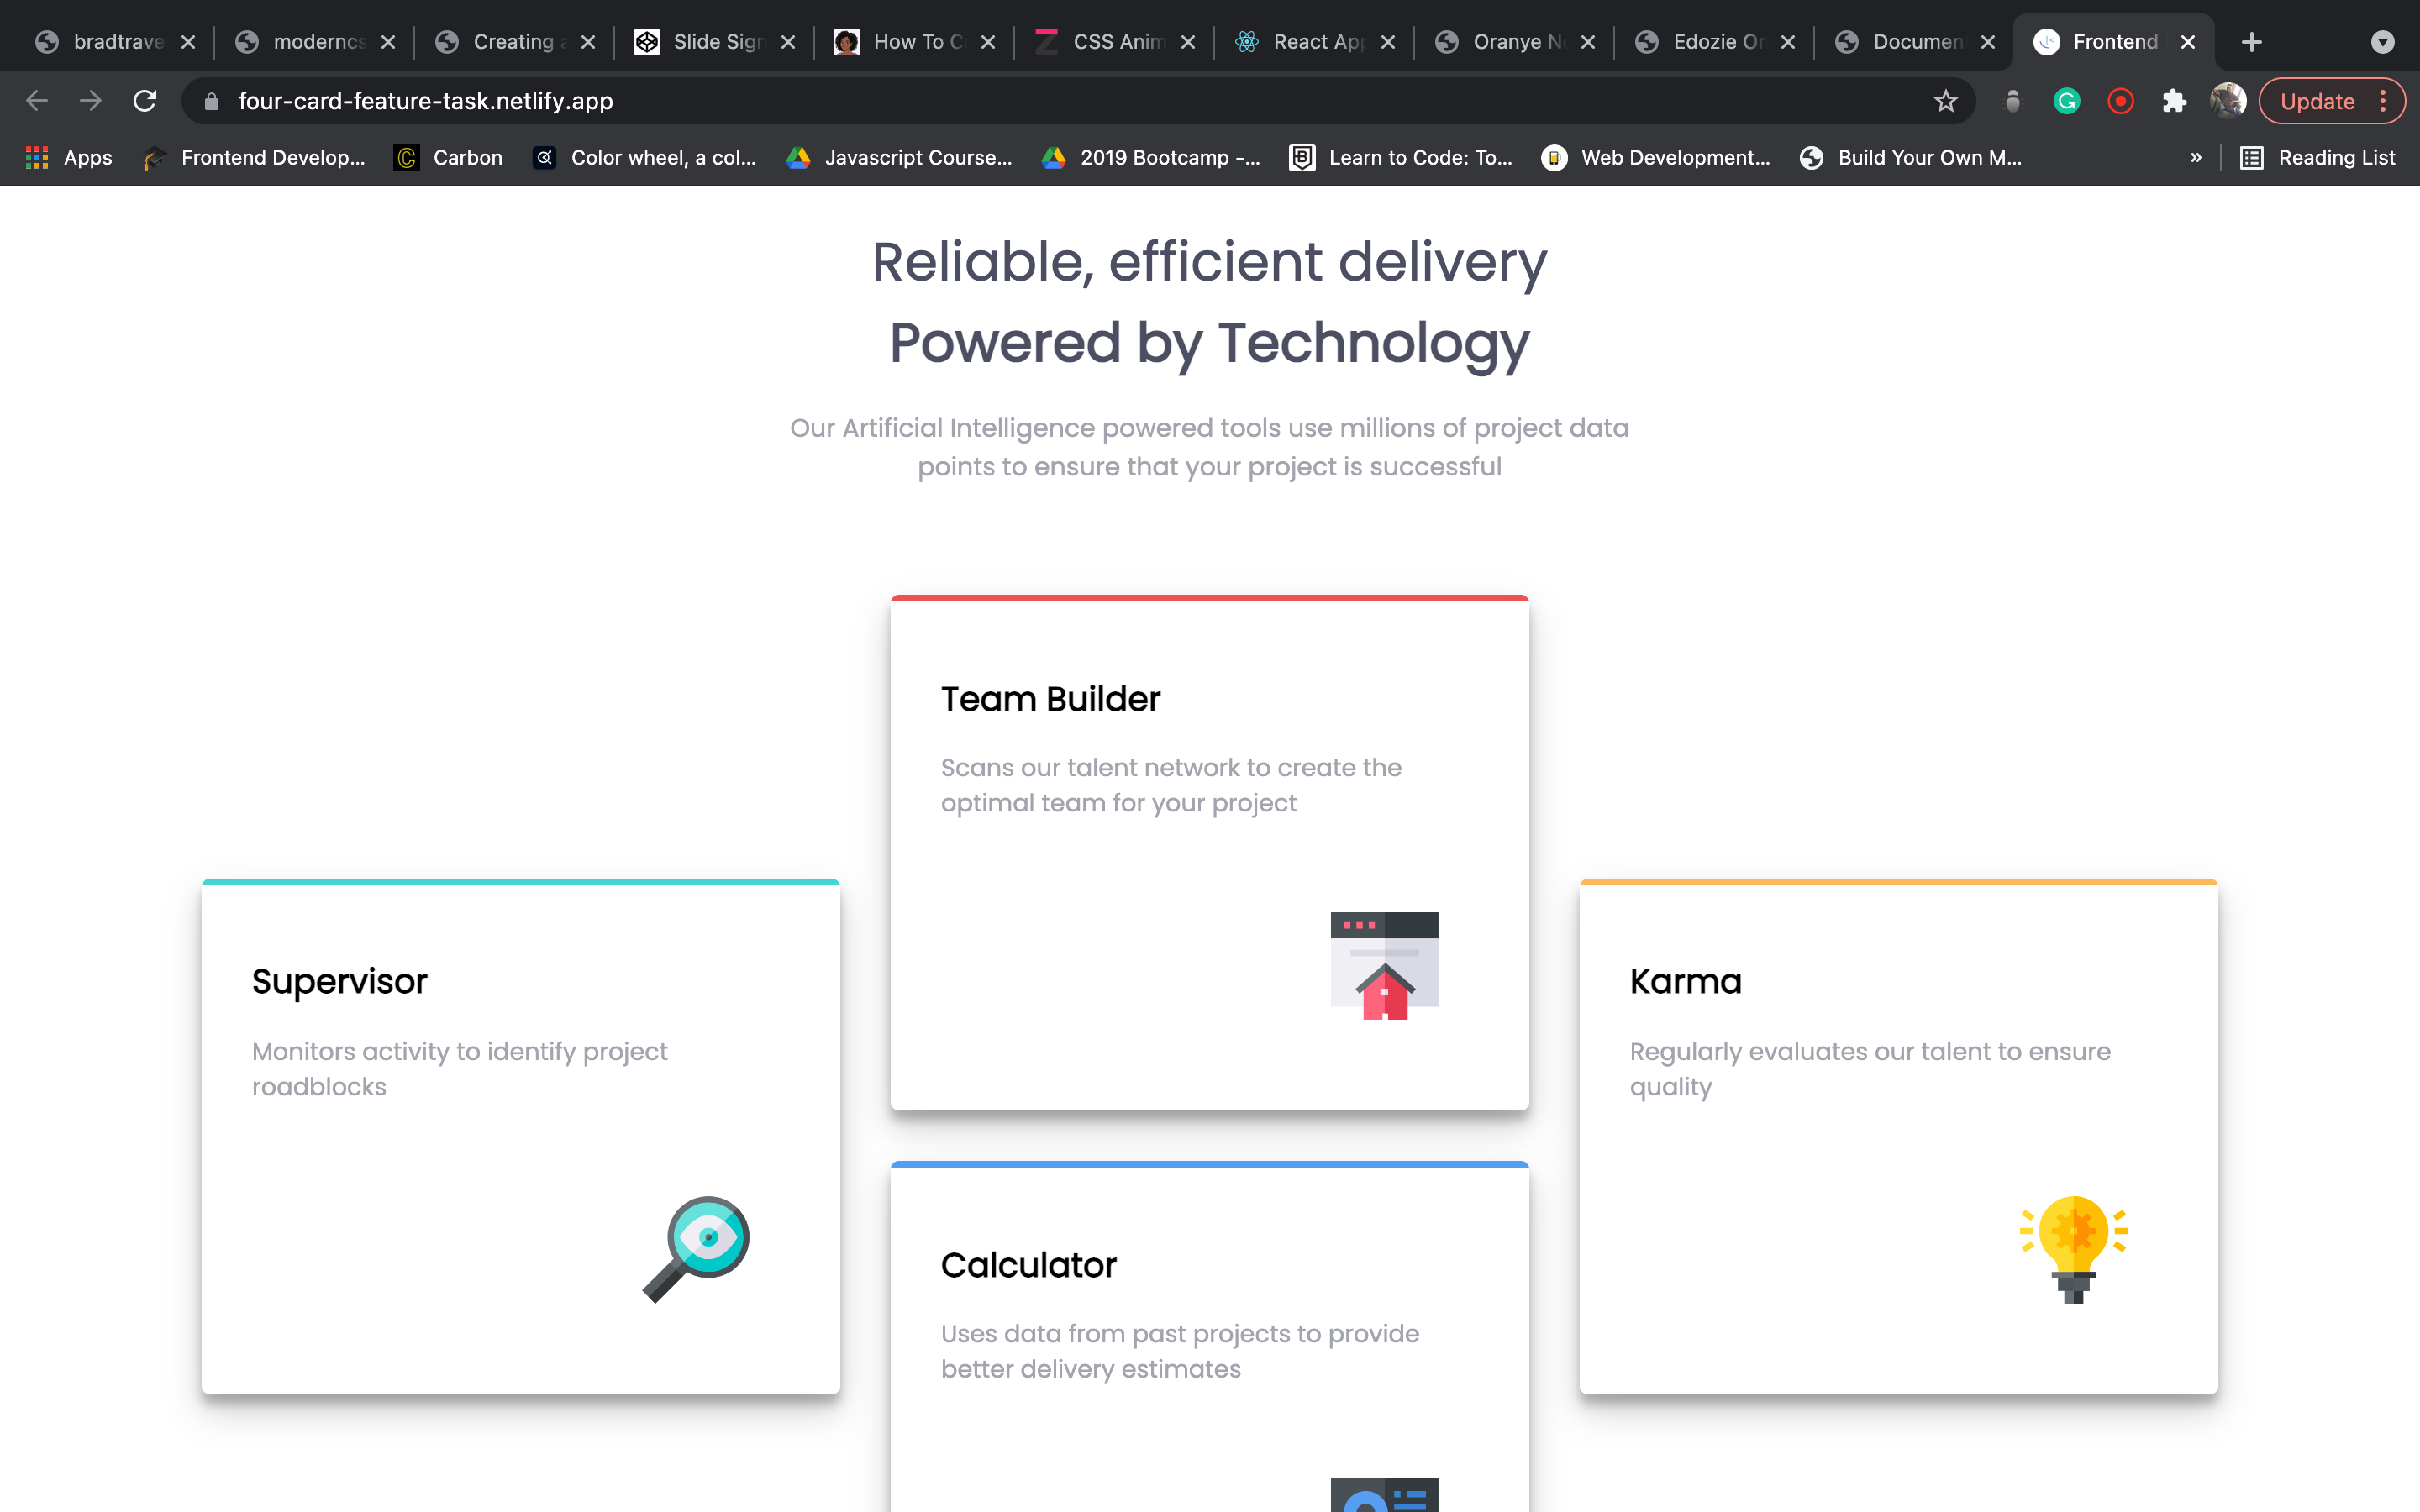 bradtrave
moderncs
Creating a
Slide Sign
How To C
CSS Anim
React App
Oranye N
Edozie Or
Documen
Frontend
four-card-feature-task.netlify.app
Update
Apps
Frontend Develop...
Carbon
Color wheel, a col...
Javascript Course...
2019 Bootcamp -...
Learn to Code: To...
Web Development...
Build Your Own M...
»
Reading List
Reliable, efficient delivery
Powered by Technology
Our Artificial Intelligence powered tools use millions of project data
points to ensure that your project is successful
Team Builder
Scans our talent network to create the
optimal team for your project
Supervisor
Monitors activity to identify project
roadblocks
Karma
Regularly evaluates our talent to ensure
quality
Calculator
Uses data from past projects to provide
better delivery estimates